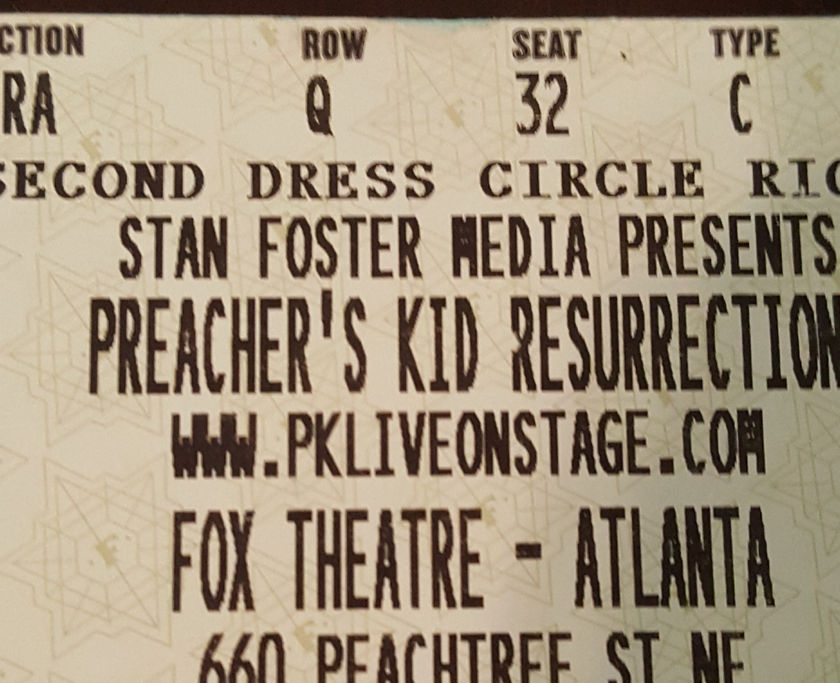 CTION ROW SEAT TYPE
RA Q 32 C
SECOND DRESS CIRCLE RIG
STAN FOSTER MEDIA PRESENTS
PREACHER'S KID RESURRECTION
WWW.PKLIVEONSTAGE.COM
FOX THEATRE - ATLANTA
660 PEACHTREE ST NE